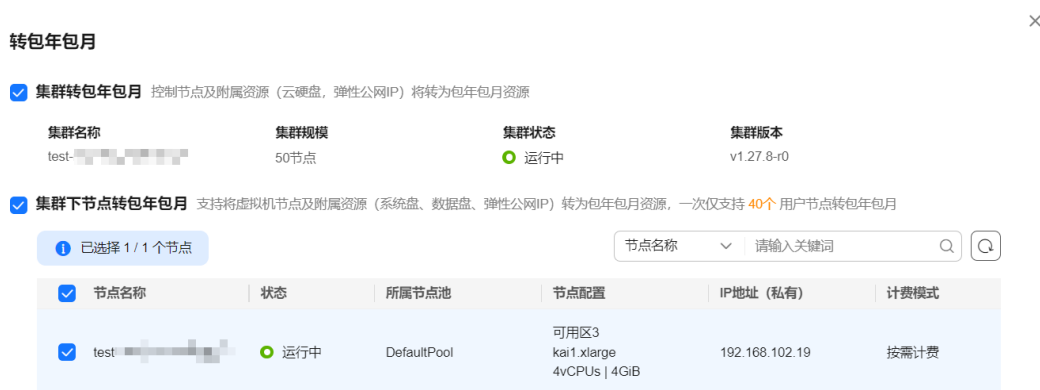 转包年包月
集群转包年包月 控制节点及附属资源（云硬盘，弹性公网IP）将转为包年包月资源
集群名称 集群规模 集群状态 集群版本
test- 50节点 运行中 v1.27.8-r0
集群下节点转包年包月 支持将虚拟机节点及附属资源（系统盘、数据盘、弹性公网IP）转为包年包月资源，一次仅支持 40个 用户节点转包年包月
已选择 1 / 1 个节点 节点名称 请输入关键词
节点名称 状态 所属节点池 节点配置 IP地址（私有） 计费模式
可用区3
test 运行中 DefaultPool kai1.xlarge 192.168.102.19 按需计费
4vCPUs | 4GiB